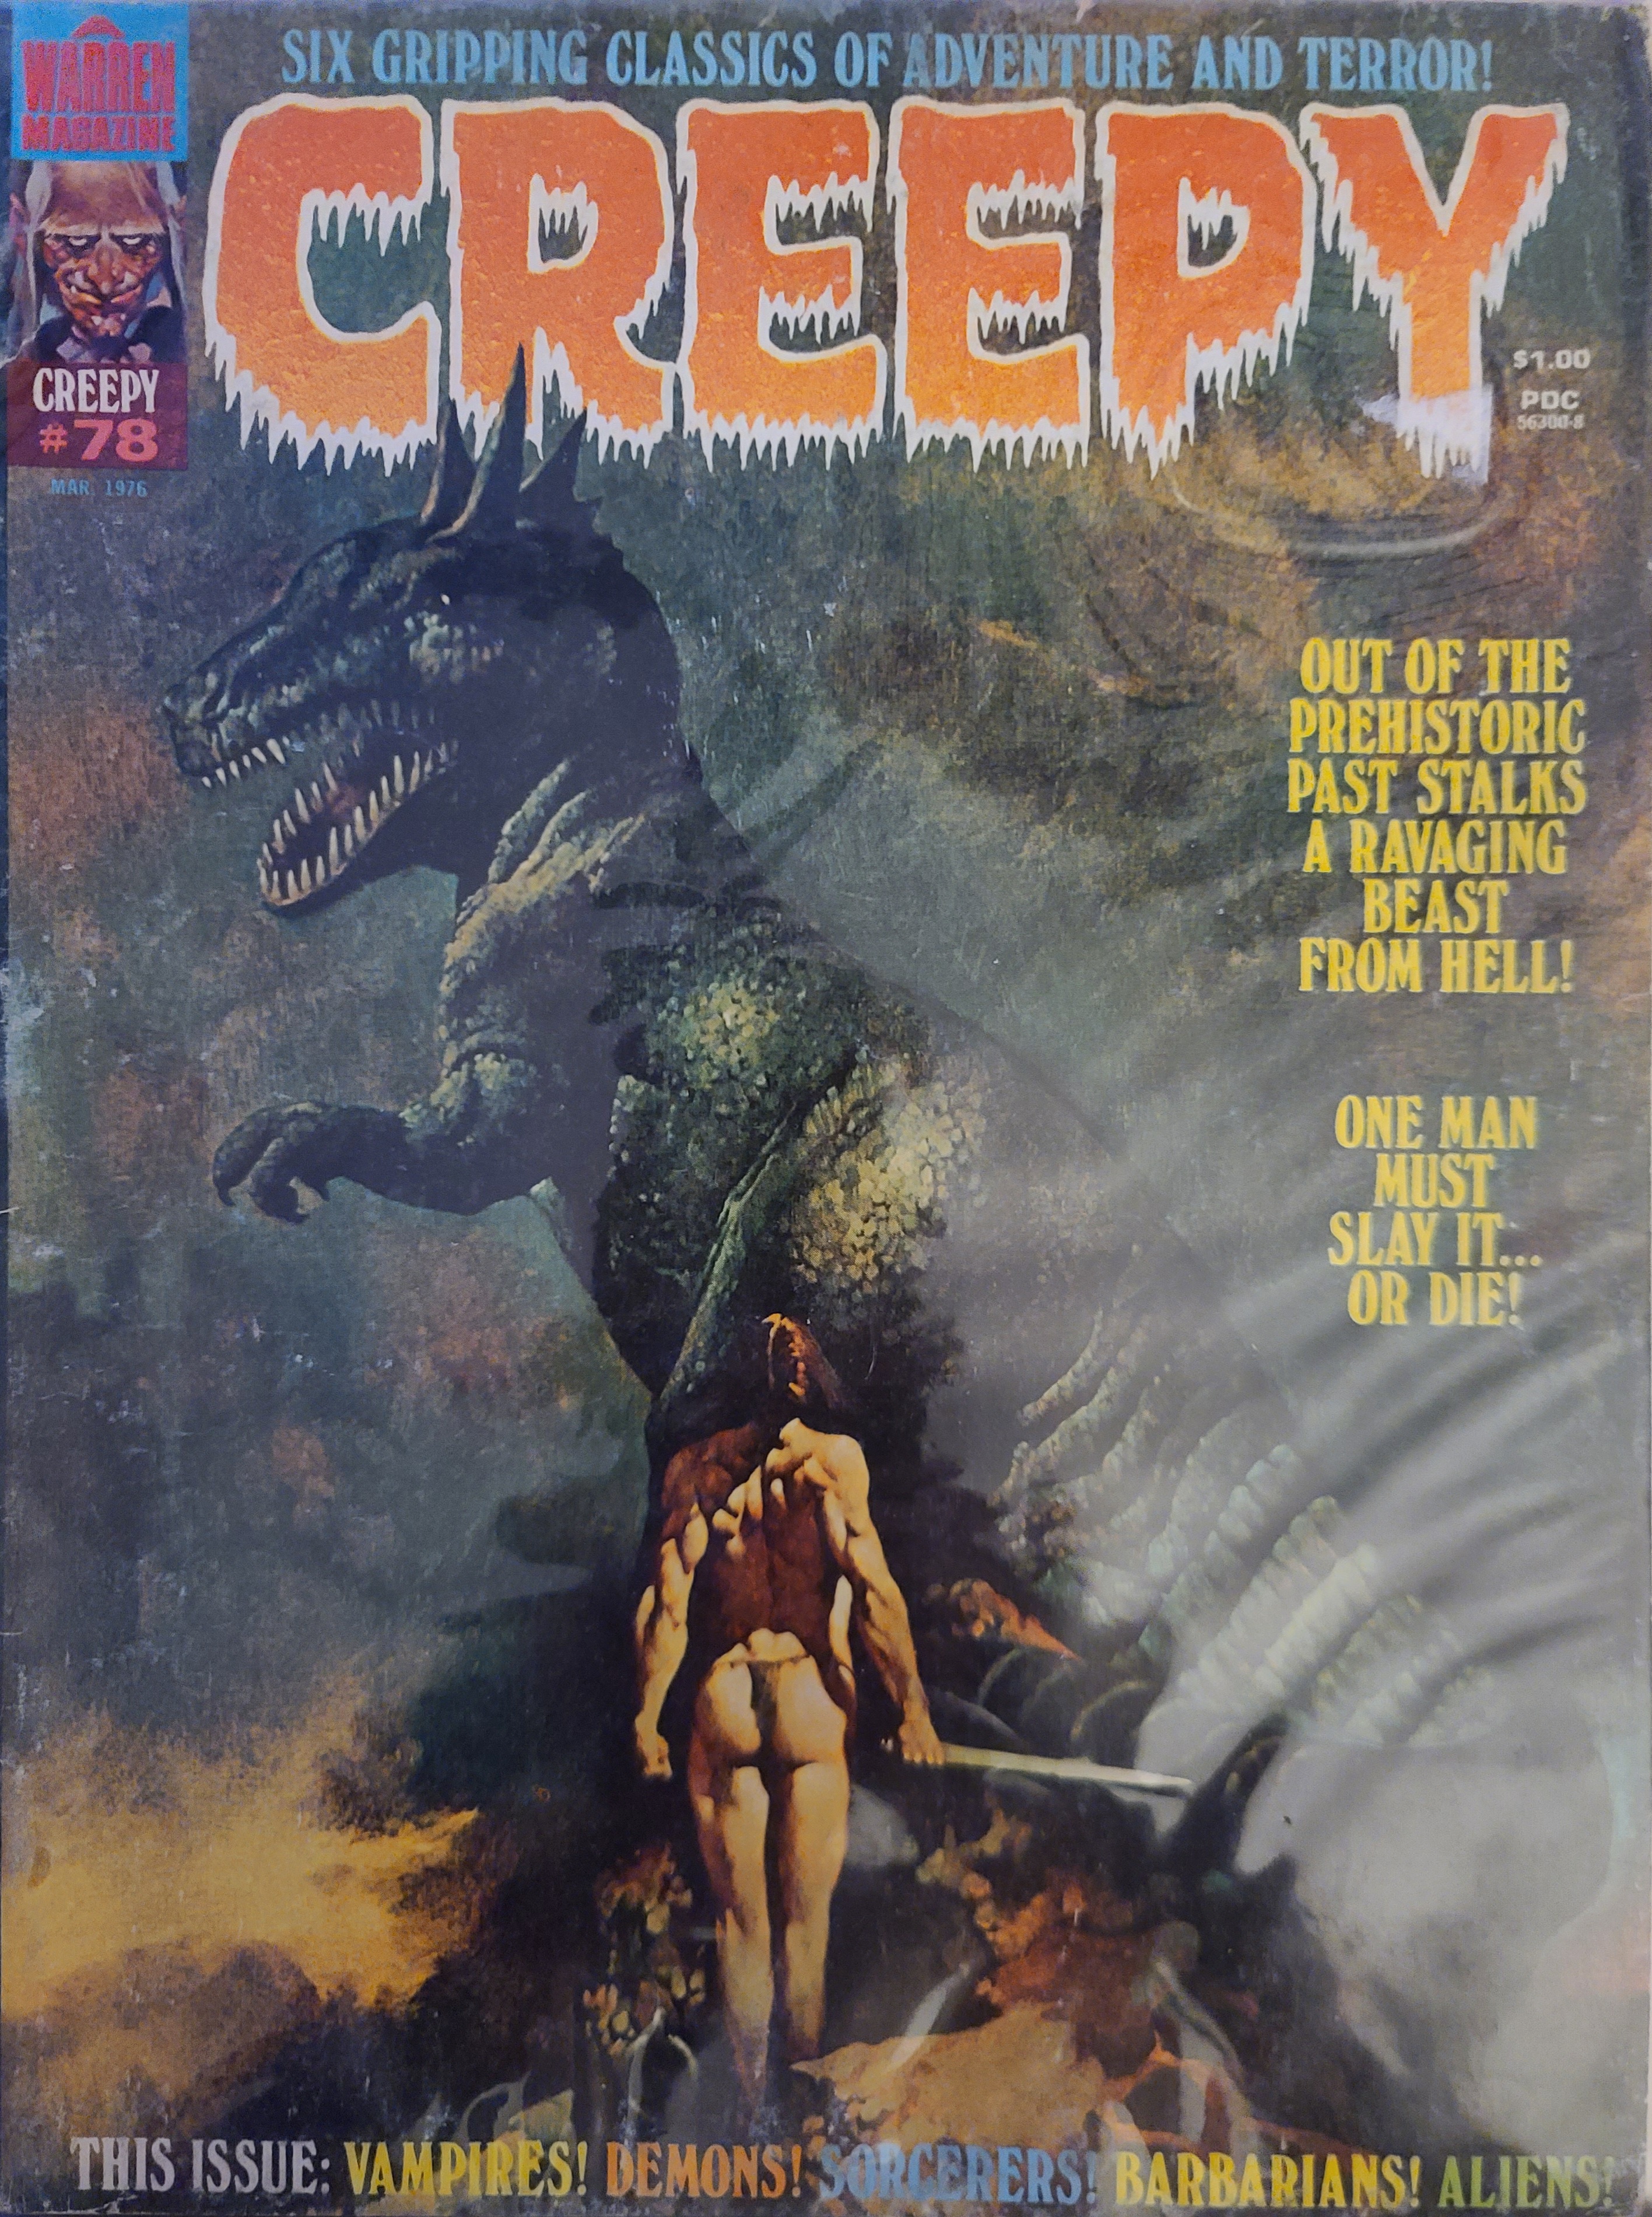 WARREN
MAGAZINE
SIX GRIPPING CLASSICS OF ADVENTURE AND TERROR!
CREEPY
CREEPY
#78
MAR. 1976
$1.00
PDC
56300-8
OUT OF THE
PREHISTORIC
PAST STALKS
A RAVAGING
BEAST
FROM HELL!
ONE MAN
MUST
SLAY IT...
OR DIE!
THIS ISSUE: VAMPIRES! DEMONS! SORCERERS! BARBARIANS! ALIENS!